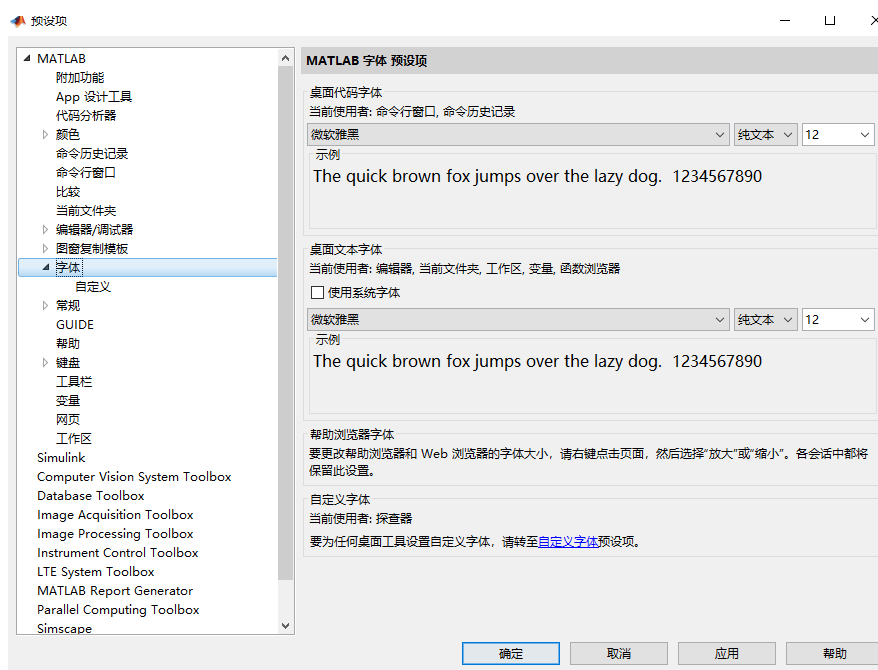 预设项
MATLAB
附加功能
App 设计工具
代码分析器
颜色
命令历史记录
命令行窗口
比较
当前文件夹
编辑器/调试器
图窗复制模板
字体
自定义
常规
GUIDE
帮助
键盘
工具栏
变量
网页
工作区
Simulink
Computer Vision System Toolbox
Database Toolbox
Image Acquisition Toolbox
Image Processing Toolbox
Instrument Control Toolbox
LTE System Toolbox
MATLAB Report Generator
Parallel Computing Toolbox
Simscape
MATLAB 字体 预设项
桌面代码字体
当前使用者: 命令行窗口, 命令历史记录
微软雅黑 纯文本 12
示例
The quick brown fox jumps over the lazy dog. 1234567890
桌面文本字体
当前使用者: 编辑器, 当前文件夹, 工作区, 变量, 函数浏览器
使用系统字体
微软雅黑 纯文本 12
示例
The quick brown fox jumps over the lazy dog. 1234567890
帮助浏览器字体
要更改帮助浏览器和 Web 浏览器的字体大小，请右键点击页面，然后选择“放大”或“缩小”。各会话中都将
保留此设置。
自定义字体
当前使用者: 探查器
要为任何桌面工具设置自定义字体，请转至自定义字体预设项。
确定 取消 应用 帮助